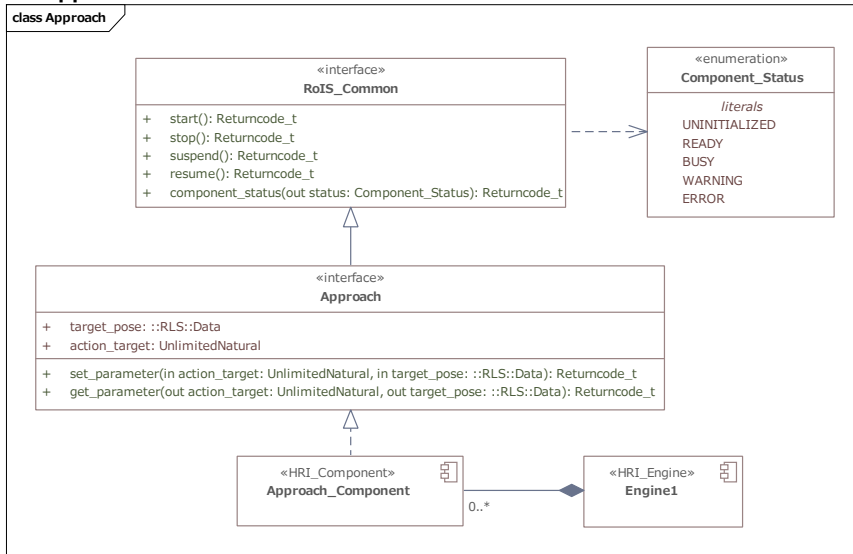 class Approach
«interface»
RoIS_Common
+ start(): Returncode_t
+ stop(): Returncode_t
+ suspend(): Returncode_t
+ resume(): Returncode_t
+ component_status(out status: Component_Status): Returncode_t
«enumeration»
Component_Status
literals
UNINITIALIZED
READY
BUSY
WARNING
ERROR
«interface»
Approach
+ target_pose: ::RLS::Data
+ action_target: UnlimitedNatural
+ set_parameter(in action_target: UnlimitedNatural, in target_pose: ::RLS::Data): Returncode_t
+ get_parameter(out action_target: UnlimitedNatural, out target_pose: ::RLS::Data): Returncode_t
«HRI_Component»
Approach_Component
0..*
«HRI_Engine»
Engine1